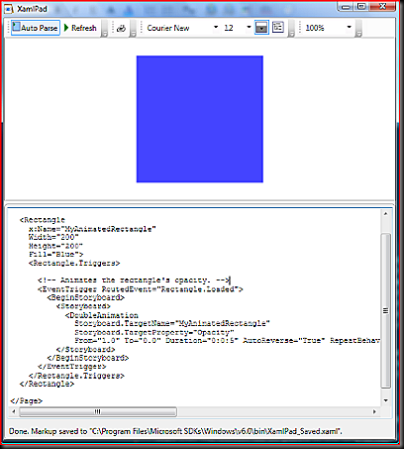 XamlPad
Auto Parse Refresh Courier New 12 100%
<Rectangle
x:Name="MyAnimatedRectangle"
Width="200"
Height="200"
Fill="Blue">
<Rectangle.Triggers>
<!-- Animates the rectangle's opacity. -->
<EventTrigger RoutedEvent="Rectangle.Loaded">
<BeginStoryboard>
<Storyboard>
<DoubleAnimation
Storyboard.TargetName="MyAnimatedRectangle"
Storyboard.TargetProperty="Opacity"
From="1.0" To="0.0" Duration="0:0:5" AutoReverse="True" RepeatBehav
</Storyboard>
</BeginStoryboard>
</EventTrigger>
</Rectangle.Triggers>
</Rectangle>
</Page>
Done. Markup saved to "C:\Program Files\Microsoft SDKs\Windows\v6.0\bin\XamlPad_Saved.xaml".